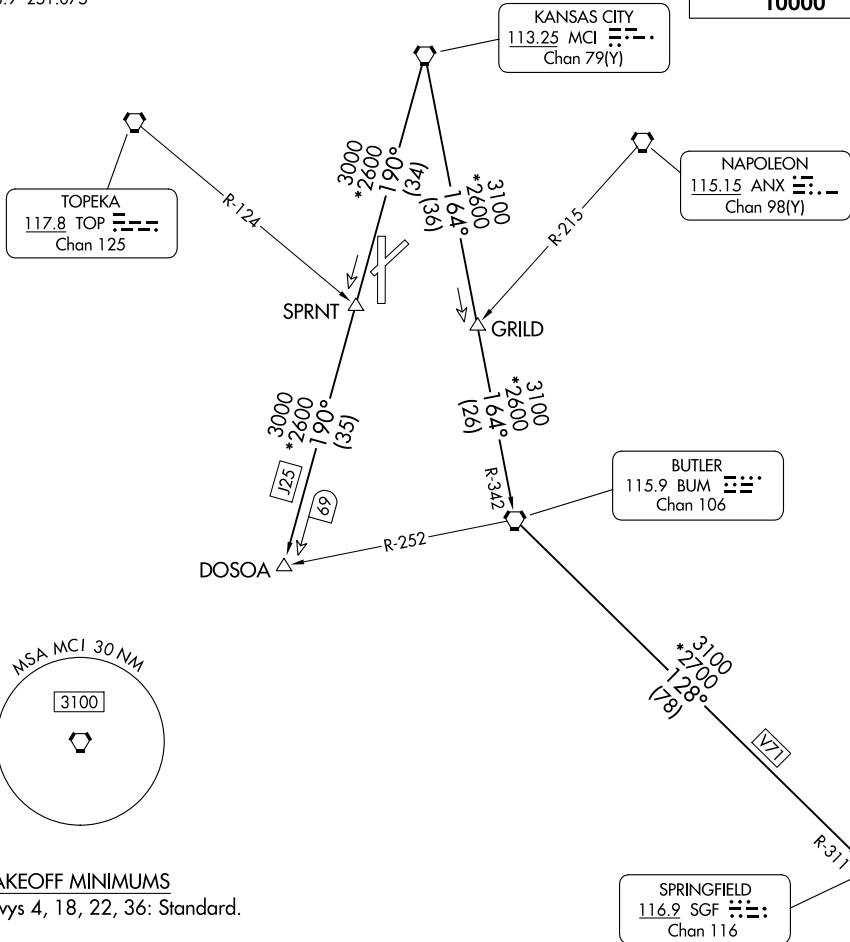 10000
KANSAS CITY
113.25 MCI
Chan 79(Y)
TOPEKA
117.8 TOP
Chan 125
NAPOLEON
115.15 ANX
Chan 98(Y)
R-124
R-215
3000
*2600
190°
(34)
3100
*2600
164°
(36)
SPRNT
GRILD
3000
*2600
190°
(35)
3100
*2600
164°
(26)
R-342
J25
69
BUTLER
115.9 BUM
Chan 106
R-252
DOSOA
MSA MCI 30 NM
3100
3100
*2700
128°
(78)
V71
R-311
AKEOFF MINIMUMS
wys 4, 18, 22, 36: Standard.
SPRINGFIELD
116.9 SGF
Chan 116